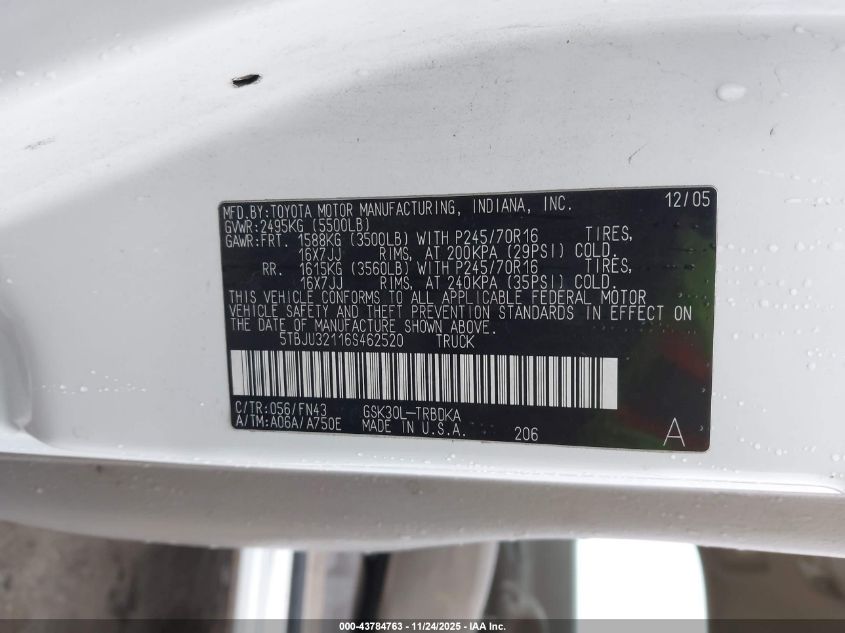 MFD.BY:TOYOTA MOTOR MANUFACTURING, INDIANA, INC. 12/05
GVWR:2495KG (5500LB)
GAWR:FRT. 1588KG (3500LB) WITH P245/70R16 TIRES,
16X7JJ RIMS, AT 200KPA (29PSI) COLD.
RR. 1615KG (3560LB) WITH P245/70R16 TIRES,
16X7JJ RIMS, AT 240KPA (35PSI) COLD.
THIS VEHICLE CONFORMS TO ALL APPLICABLE FEDERAL MOTOR
VEHICLE SAFETY AND THEFT PREVENTION STANDARDS IN EFFECT ON
THE DATE OF MANUFACTURE SHOWN ABOVE.
5TBJU32116S462520 TRUCK
C/TR:056/FN43 GSK30L-TRBDKA
A/TM:A06A/A750E MADE IN U.S.A. 206 A
000-43784763 - 11/24/2025 - IAA Inc.